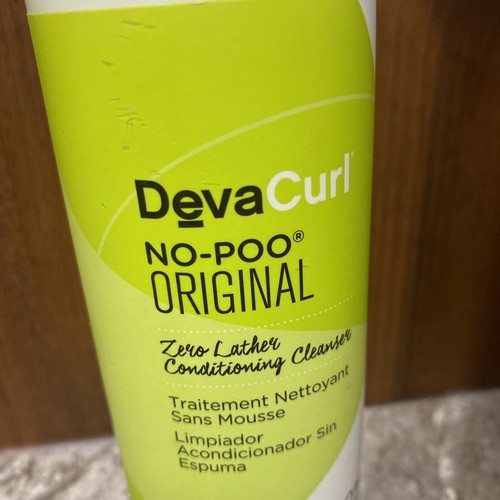 DevaCurl
NO-POO®
ORIGINAL
Zero Lather
Conditioning Cleanser
Traitement Nettoyant
Sans Mousse
Limpiador
Acondicionador Sin
Espuma